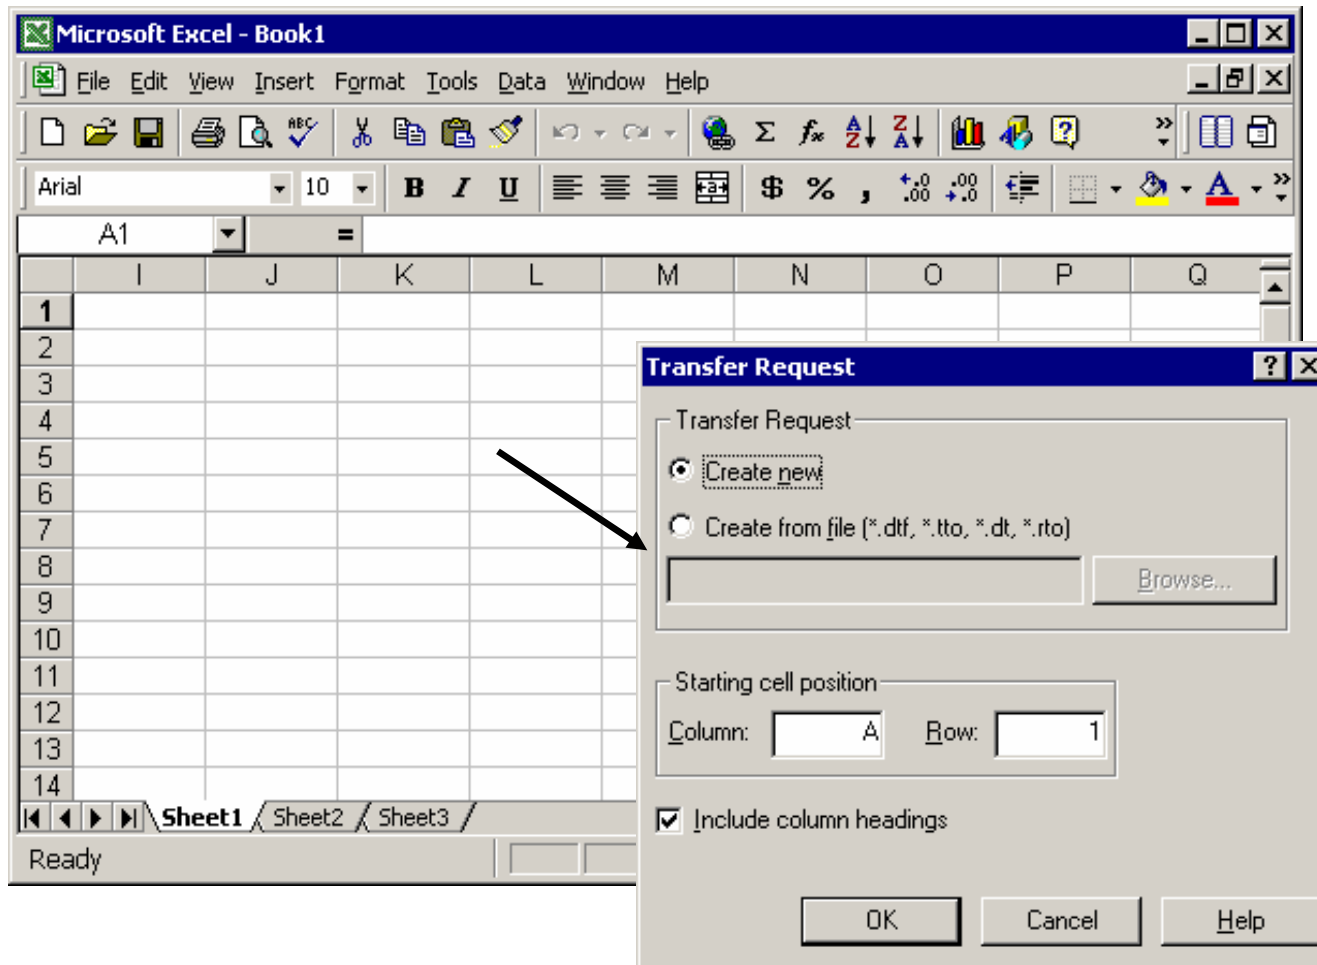 Microsoft Excel - Book1
File Edit View Insert Format Tools Data Window Help
Arial 10 B I U $ % ,
A1 =
I J K L M N O P Q
1
2
3
4
5
6
7
8
9
10
11
12
13
14
Sheet1 Sheet2 Sheet3
Ready
Transfer Request
Transfer Request
Create new
Create from file (*.dtf, *.tto, *.dt, *.rto)
Browse...
Starting cell position
Column: A Row: 1
Include column headings
OK Cancel Help